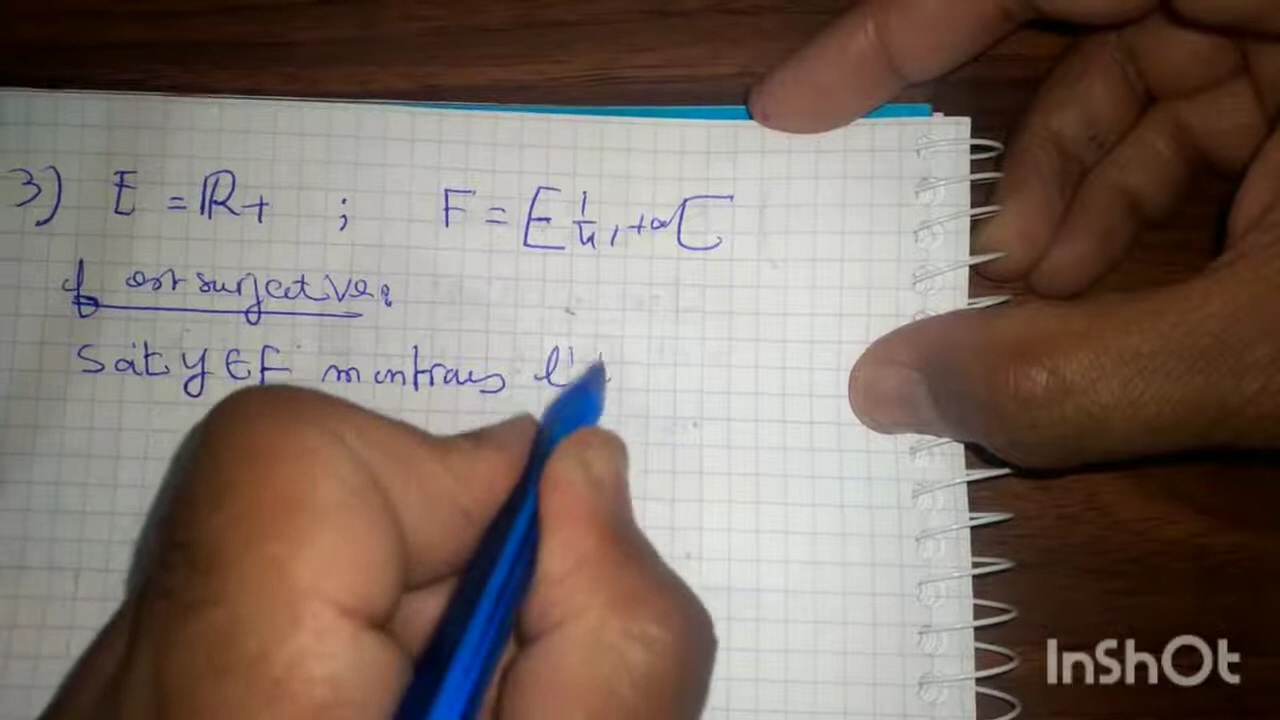 3) E = ℝ+ ; F = [1/4, +∞[
f est surjective:
Soit y ∈ F montrons l'
InShOt